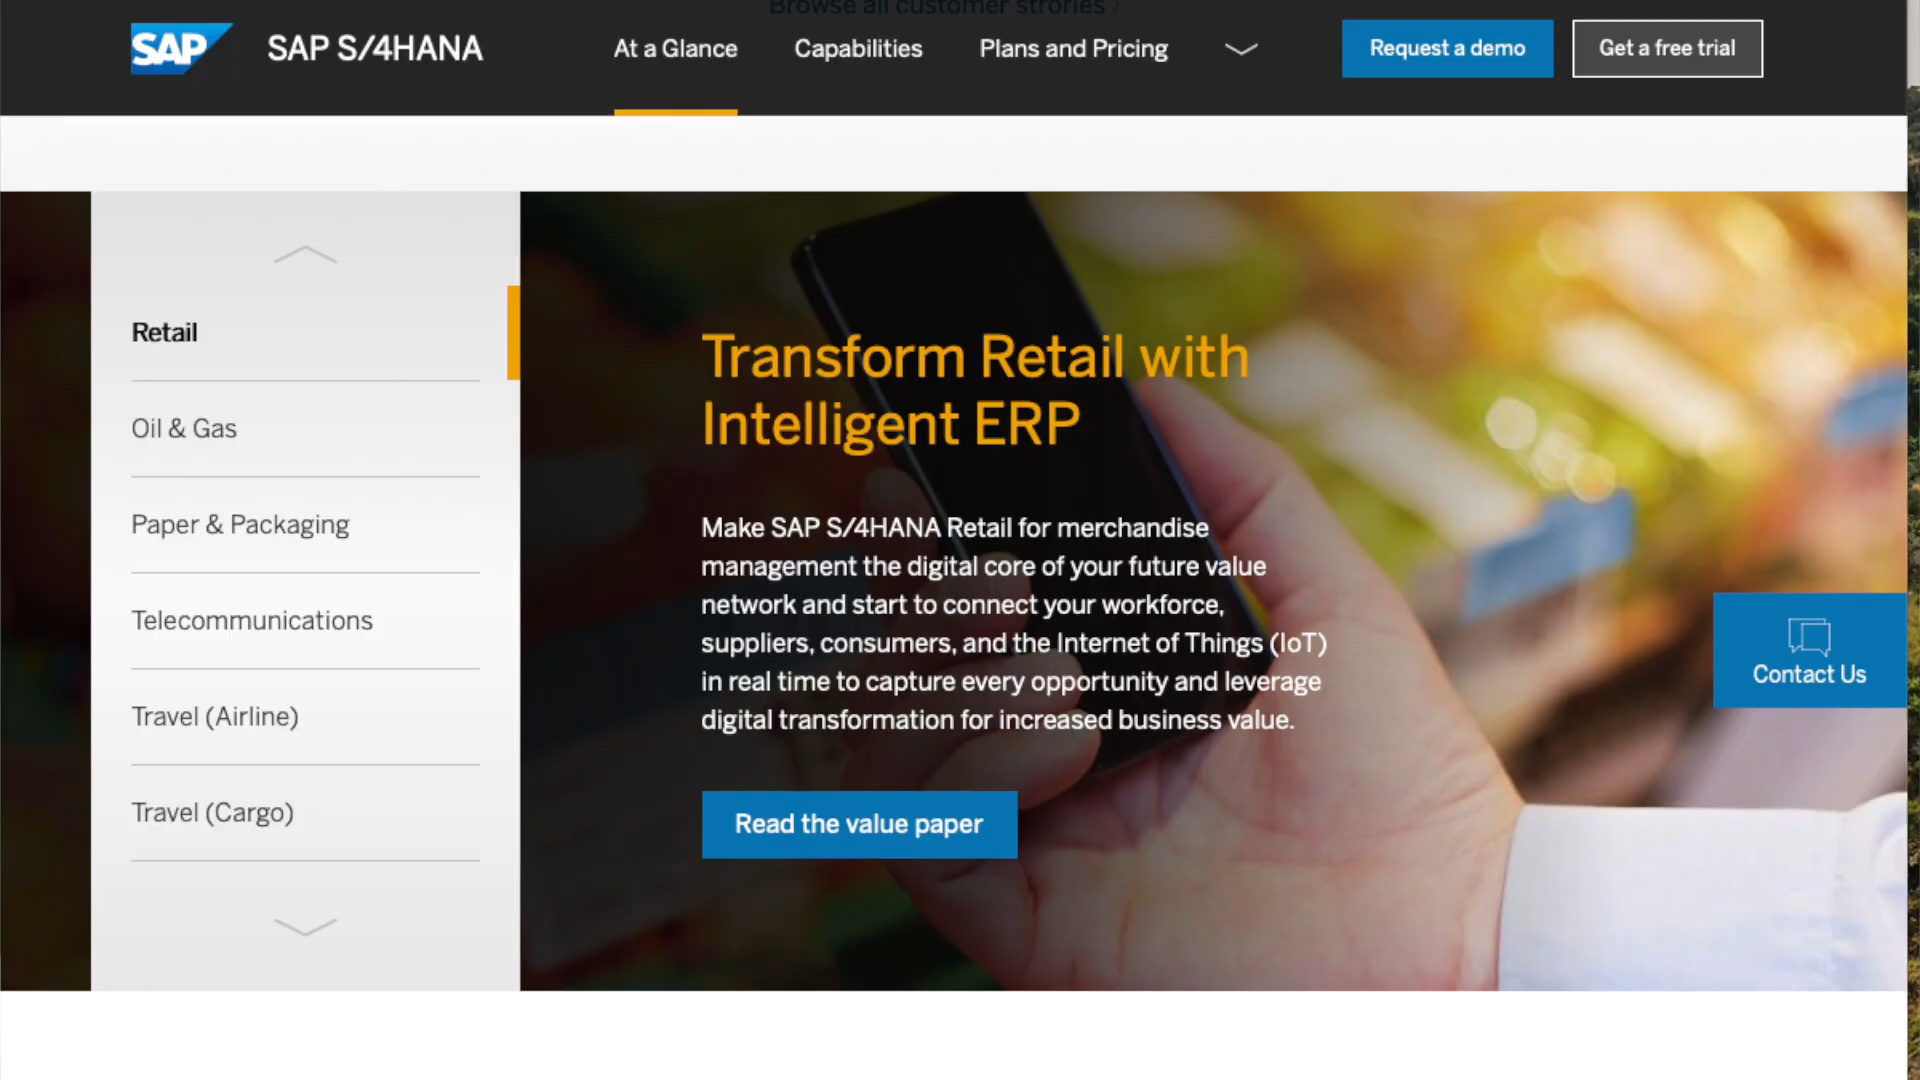 Browse all customer strories
SAP
SAP S/4HANA
At a Glance
Capabilities
Plans and Pricing
Request a demo
Get a free trial
Retail
Oil & Gas
Paper & Packaging
Telecommunications
Travel (Airline)
Travel (Cargo)
Transform Retail with
Intelligent ERP
Make SAP S/4HANA Retail for merchandise
management the digital core of your future value
network and start to connect your workforce,
suppliers, consumers, and the Internet of Things (IoT)
in real time to capture every opportunity and leverage
digital transformation for increased business value.
Read the value paper
Contact Us